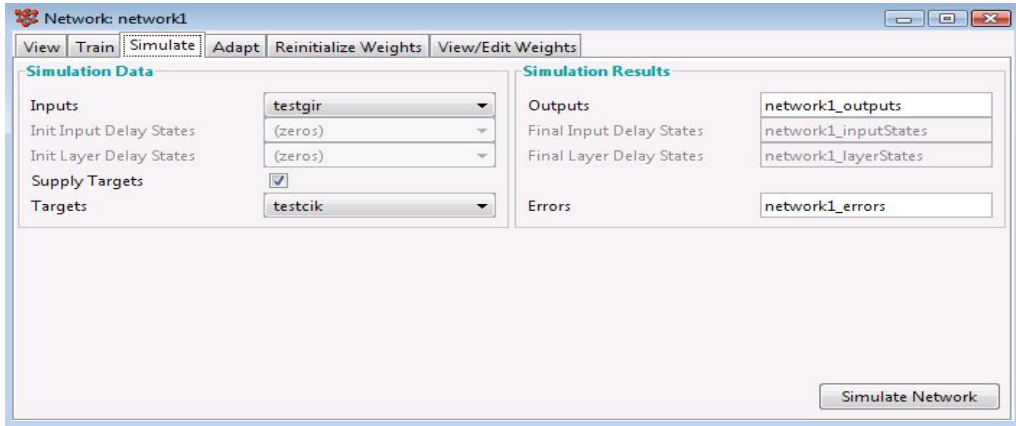 Network: network1
View Train Simulate Adapt Reinitialize Weights View/Edit Weights
Simulation Data
Inputs testgir
Init Input Delay States (zeros)
Init Layer Delay States (zeros)
Supply Targets
Targets testcik
Simulation Results
Outputs network1_outputs
Final Input Delay States network1_inputStates
Final Layer Delay States network1_layerStates
Errors network1_errors
Simulate Network